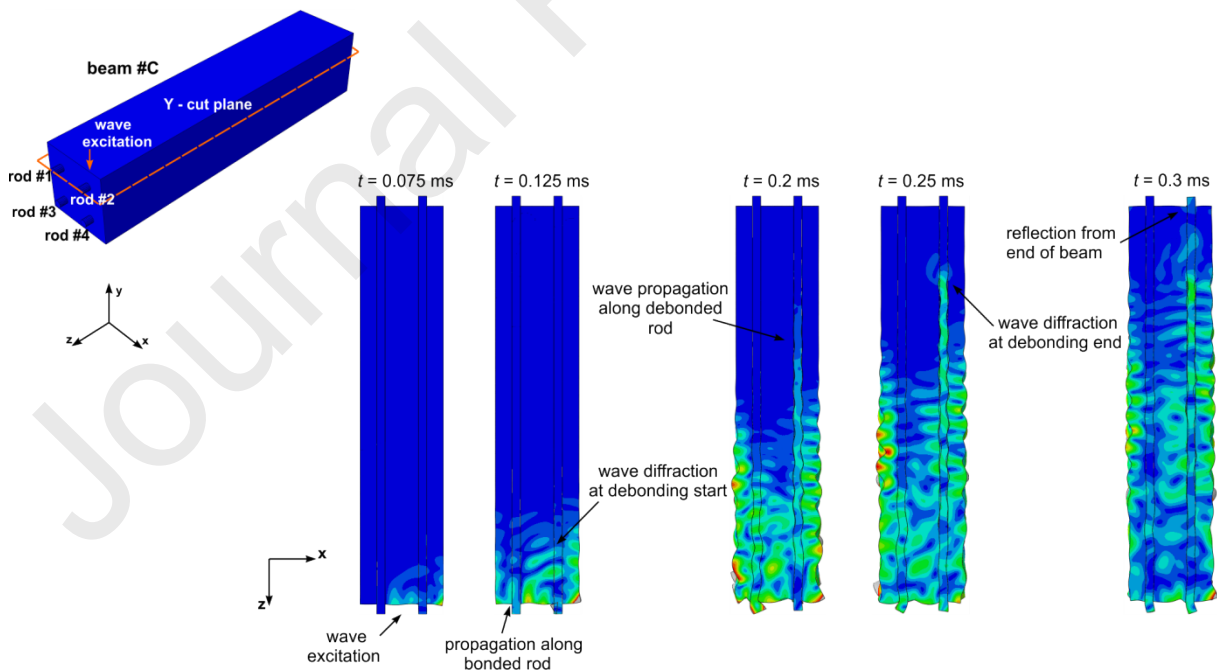 beam #C
Y - cut plane
wave
excitation
rod #1
rod #2
rod #3
rod #4
y
z
x
t = 0.075 ms
t = 0.125 ms
t = 0.2 ms
t = 0.25 ms
t = 0.3 ms
reflection from
end of beam
wave propagation
along debonded
rod
wave diffraction
at debonding end
wave diffraction
at debonding start
x
z
wave
excitation
propagation along
bonded rod
Journal